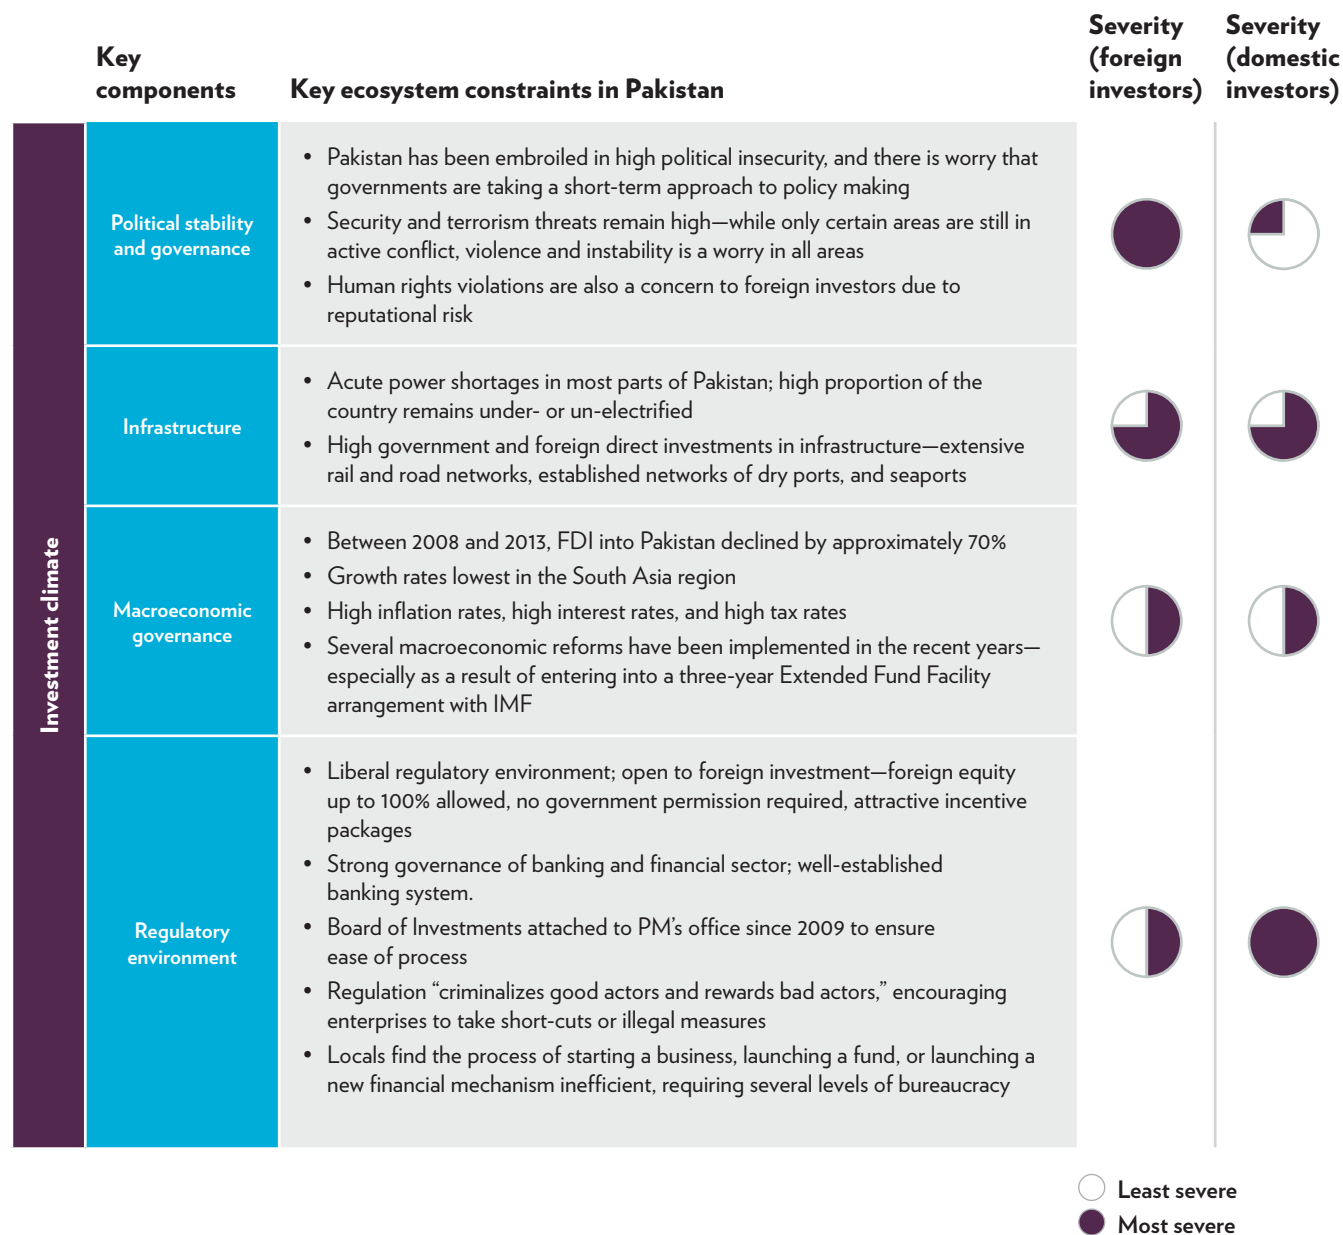 Key
components
Key ecosystem constraints in Pakistan
Severity
(foreign
investors)
Severity
(domestic
investors)
Investment climate
Political stability
and governance
• Pakistan has been embroiled in high political insecurity, and there is worry that
governments are taking a short-term approach to policy making
• Security and terrorism threats remain high—while only certain areas are still in
active conflict, violence and instability is a worry in all areas
• Human rights violations are also a concern to foreign investors due to
reputational risk
Infrastructure
• Acute power shortages in most parts of Pakistan; high proportion of the
country remains under- or un-electrified
• High government and foreign direct investments in infrastructure—extensive
rail and road networks, established networks of dry ports, and seaports
Macroeconomic
governance
• Between 2008 and 2013, FDI into Pakistan declined by approximately 70%
• Growth rates lowest in the South Asia region
• High inflation rates, high interest rates, and high tax rates
• Several macroeconomic reforms have been implemented in the recent years—
especially as a result of entering into a three-year Extended Fund Facility
arrangement with IMF
Regulatory
environment
• Liberal regulatory environment; open to foreign investment—foreign equity
up to 100% allowed, no government permission required, attractive incentive
packages
• Strong governance of banking and financial sector; well-established
banking system.
• Board of Investments attached to PM’s office since 2009 to ensure
ease of process
• Regulation “criminalizes good actors and rewards bad actors,” encouraging
enterprises to take short-cuts or illegal measures
• Locals find the process of starting a business, launching a fund, or launching a
new financial mechanism inefficient, requiring several levels of bureaucracy
Least severe
Most severe